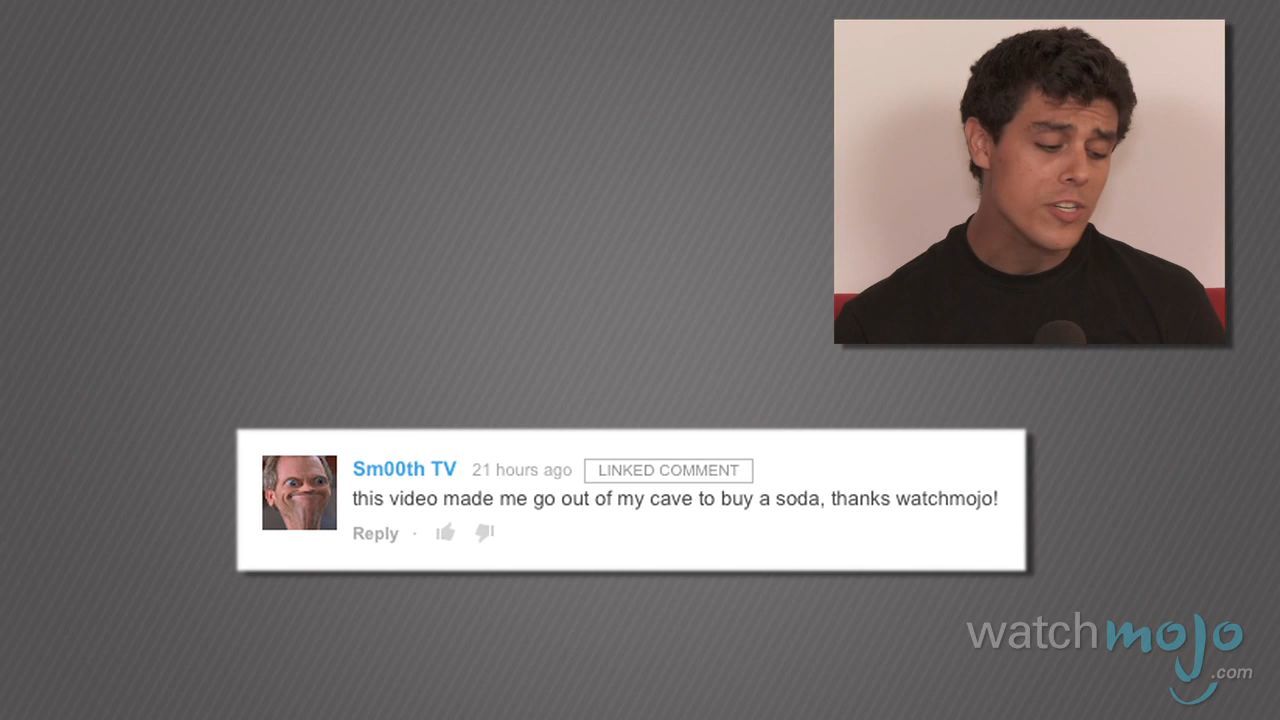 Sm00th TV 21 hours ago LINKED COMMENT
this video made me go out of my cave to buy a soda, thanks watchmojo!
Reply ·
watchmojo
.com